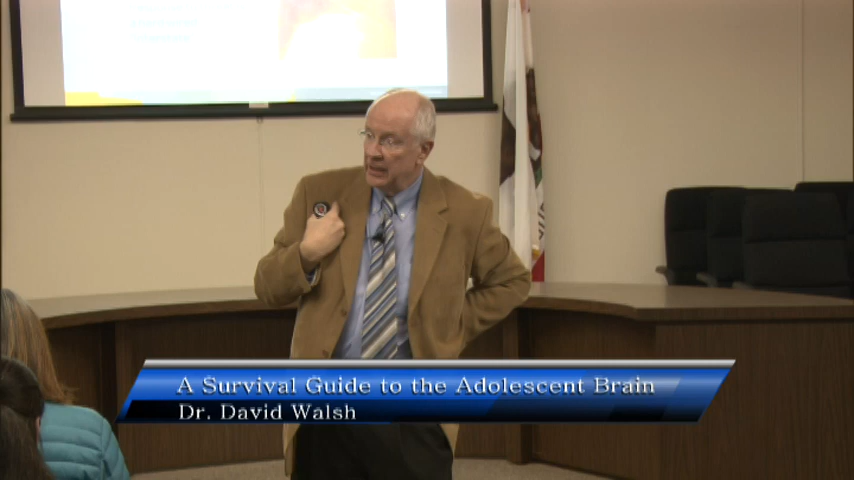 A Survival Guide to the Adolescent Brain
Dr. David Walsh